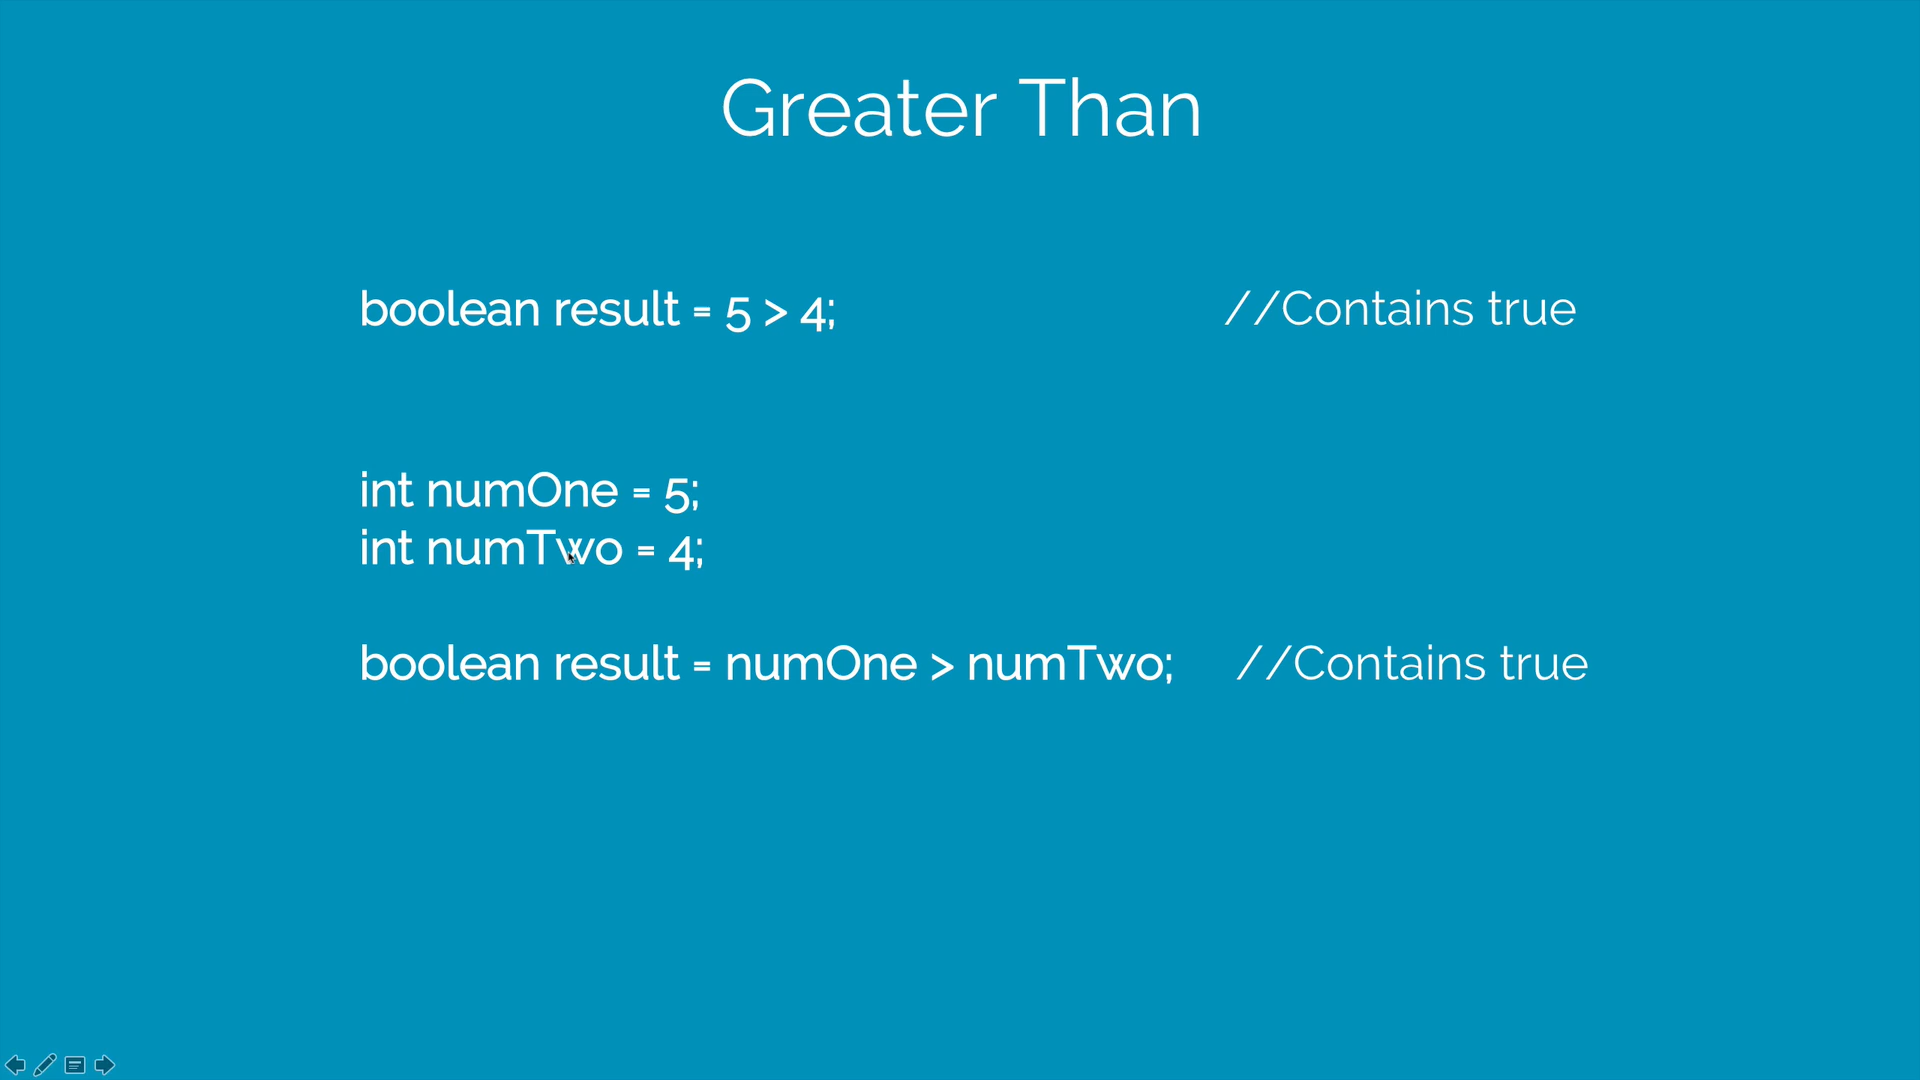 Greater Than
boolean result = 5 > 4; //Contains true
int numOne = 5;
int numTwo = 4;
boolean result = numOne > numTwo; //Contains true